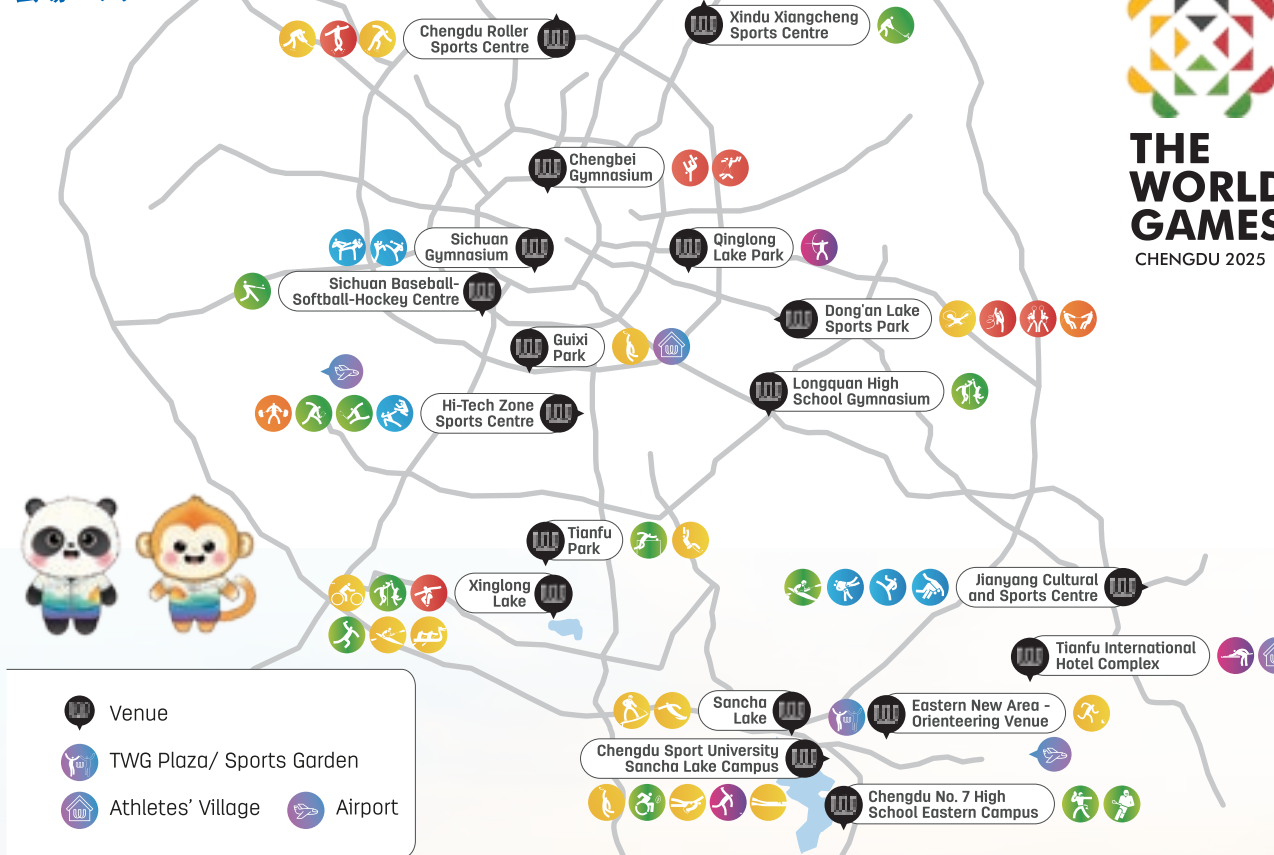 Chengdu Roller
Sports Centre
Xindu Xiangcheng
Sports Centre
THE
WORLD
GAMES
CHENGDU 2025
Chengbei
Gymnasium
Sichuan
Gymnasium
Qinglong
Lake Park
Sichuan Baseball-
Softball-Hockey Centre
Dong'an Lake
Sports Park
Guixi
Park
Longquan High
School Gymnasium
Hi-Tech Zone
Sports Centre
Tianfu
Park
Xinglong
Lake
Jianyang Cultural
and Sports Centre
Tianfu International
Hotel Complex
Sancha
Lake
Eastern New Area -
Orienteering Venue
Chengdu Sport University
Sancha Lake Campus
Chengdu No. 7 High
School Eastern Campus
Venue
TWG Plaza/ Sports Garden
Athletes' Village
Airport